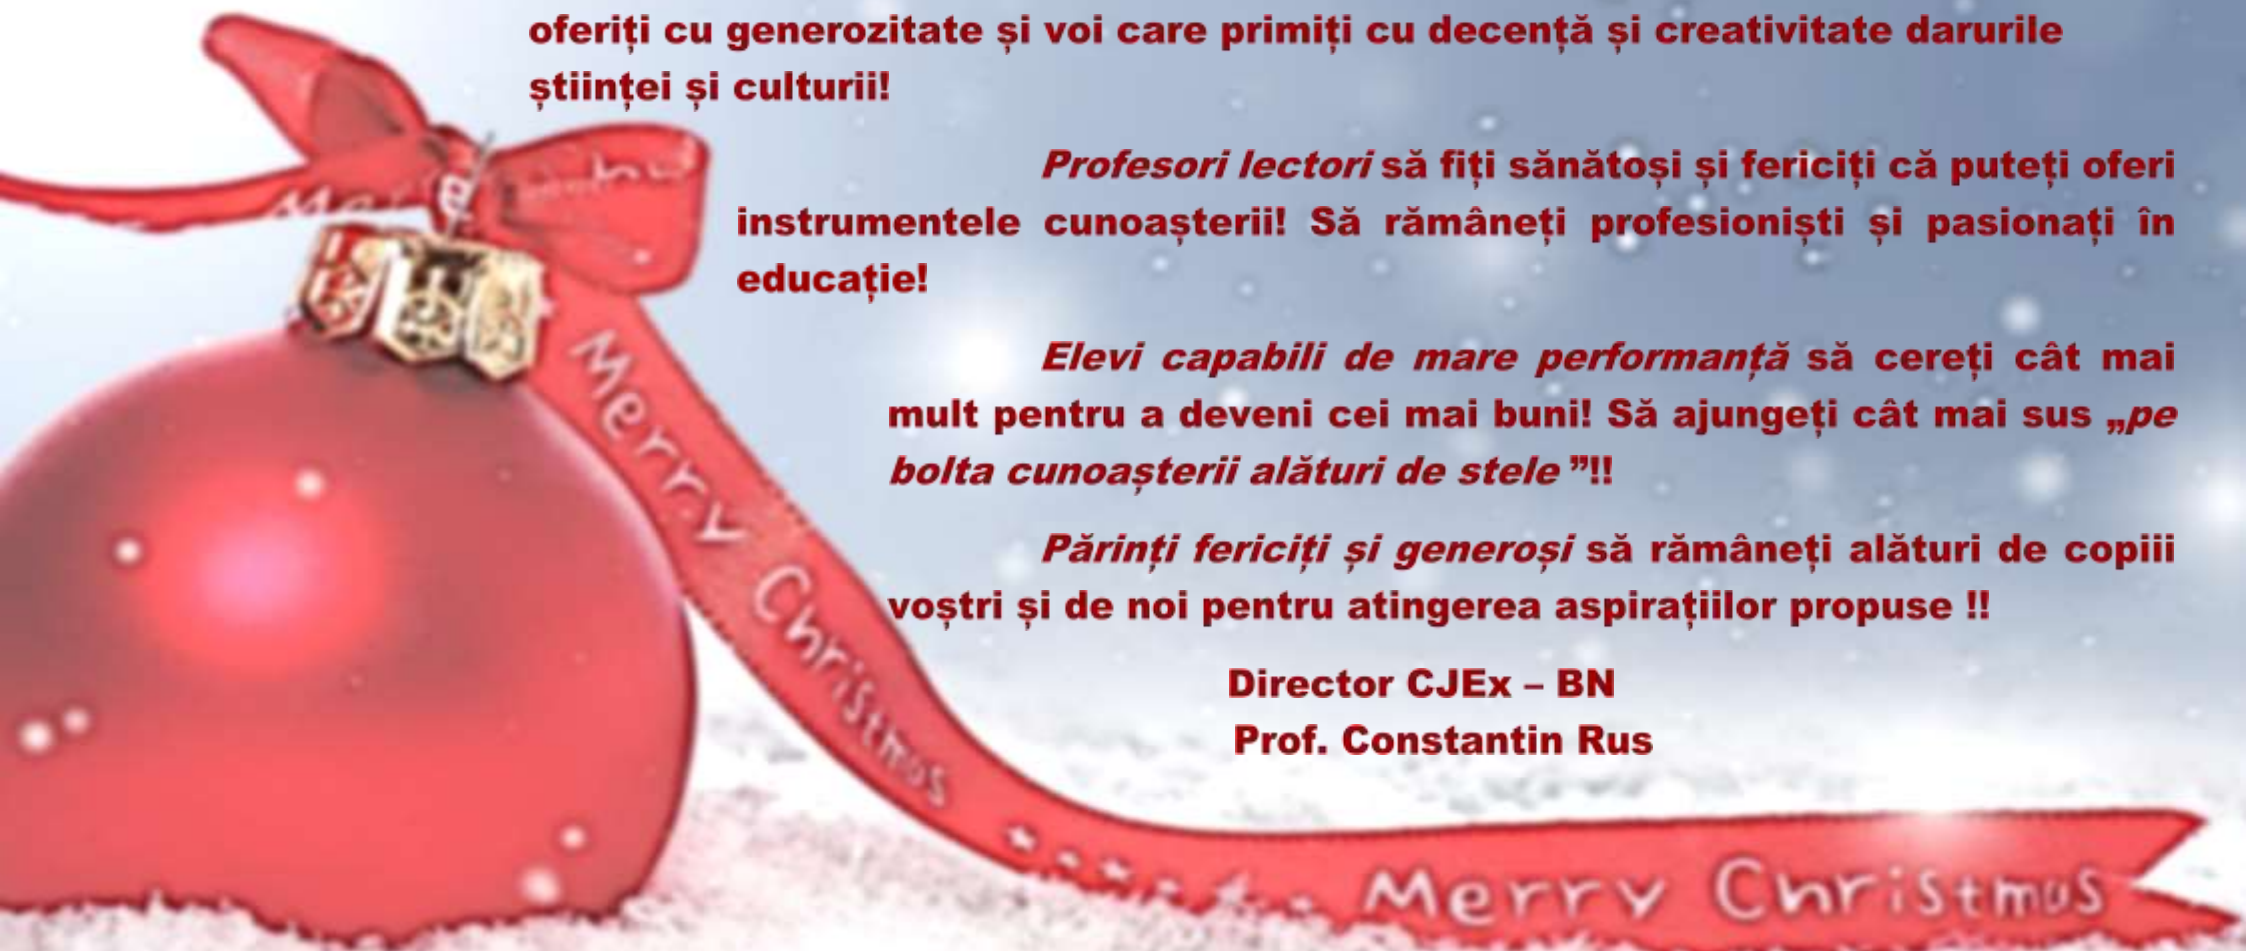 oferiți cu generozitate și voi care primiți cu decență și creativitate darurile
științei și culturii!
Profesori lectori să fiți sănătoși și fericiți că puteți oferi
instrumentele cunoașterii! Să rămâneți profesioniști și pasionați în
educație!
Elevi capabili de mare performanță să cereți cât mai
mult pentru a deveni cei mai buni! Să ajungeți cât mai sus „pe
bolta cunoașterii alături de stele ”!!
Părinți fericiți și generoși să rămâneți alături de copiii
voștri și de noi pentru atingerea aspirațiilor propuse !!
Director CJEx – BN
Prof. Constantin Rus
Merry Christmas
Merry Christmas